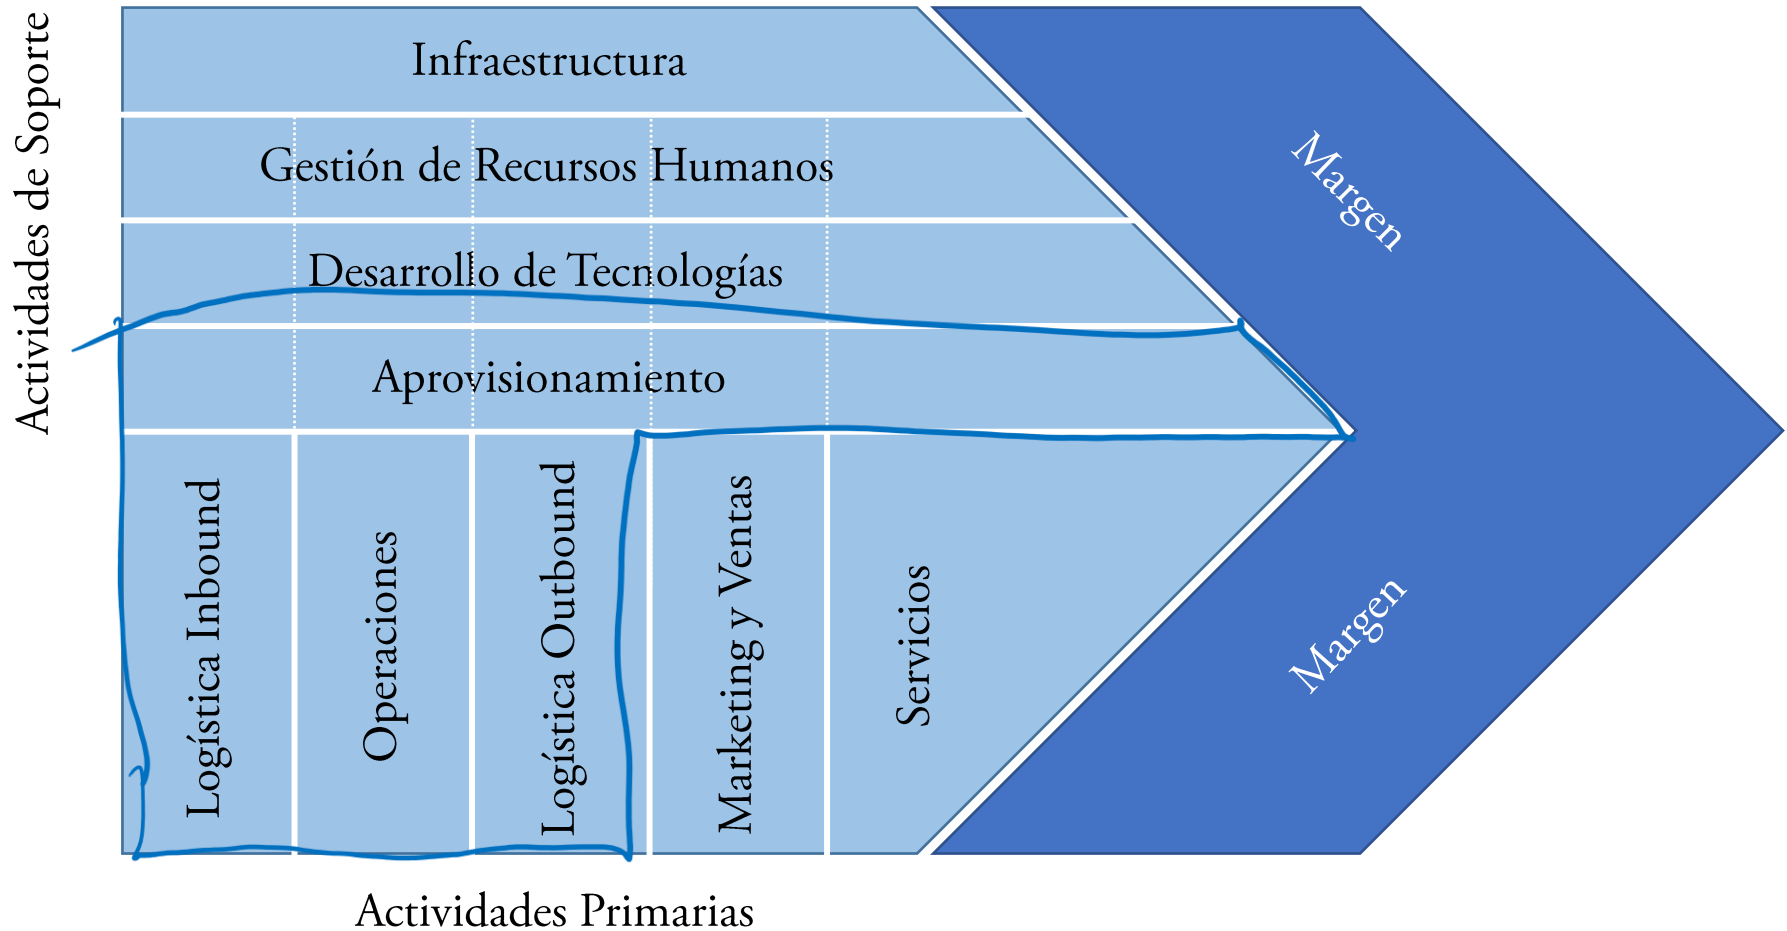 Actividades de Soporte
Infraestructura
Gestión de Recursos Humanos
Desarrollo de Tecnologías
Aprovisionamiento
Logística Inbound
Operaciones
Logística Outbound
Marketing y Ventas
Servicios
Margen
Margen
Actividades Primarias